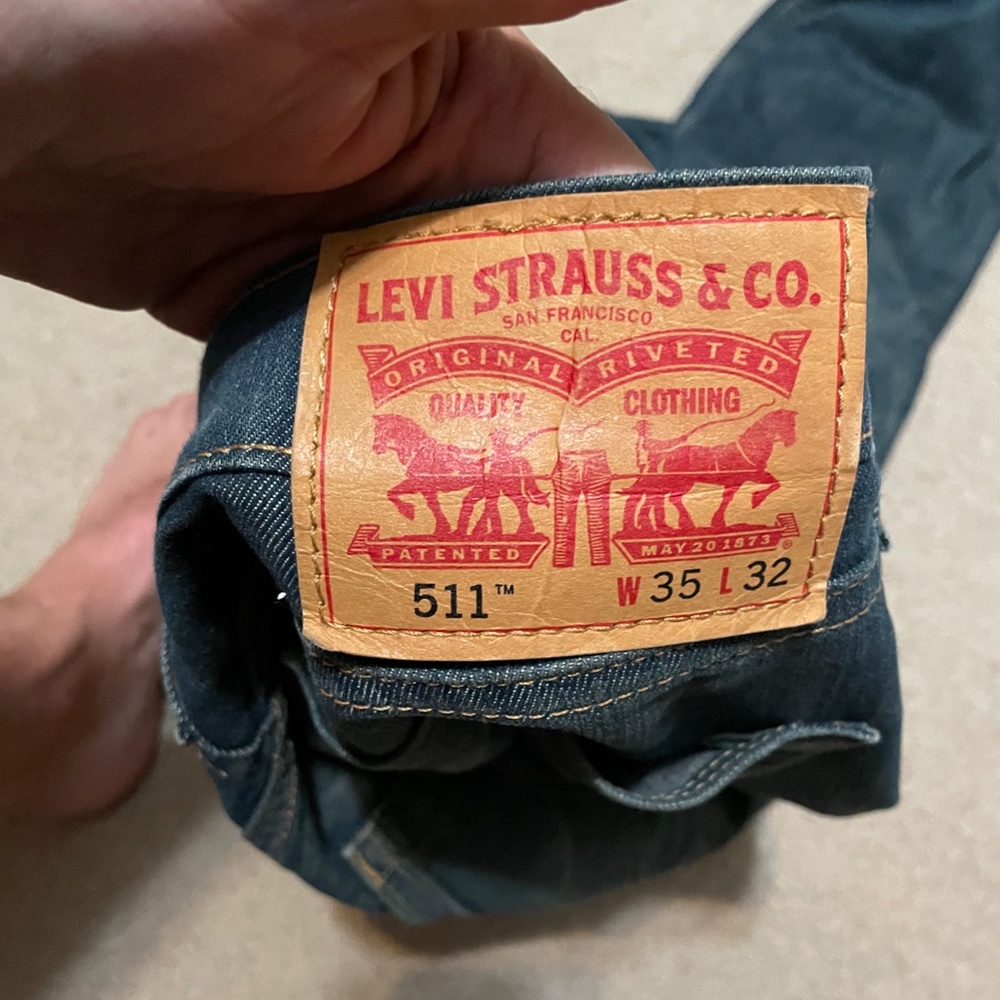 LEVI STRAUSS & CO.
SAN FRANCISCO
CAL.
ORIGINAL RIVETED
QUALITY CLOTHING
PATENTED MAY 20 1873 ®
511™ W 35 L 32